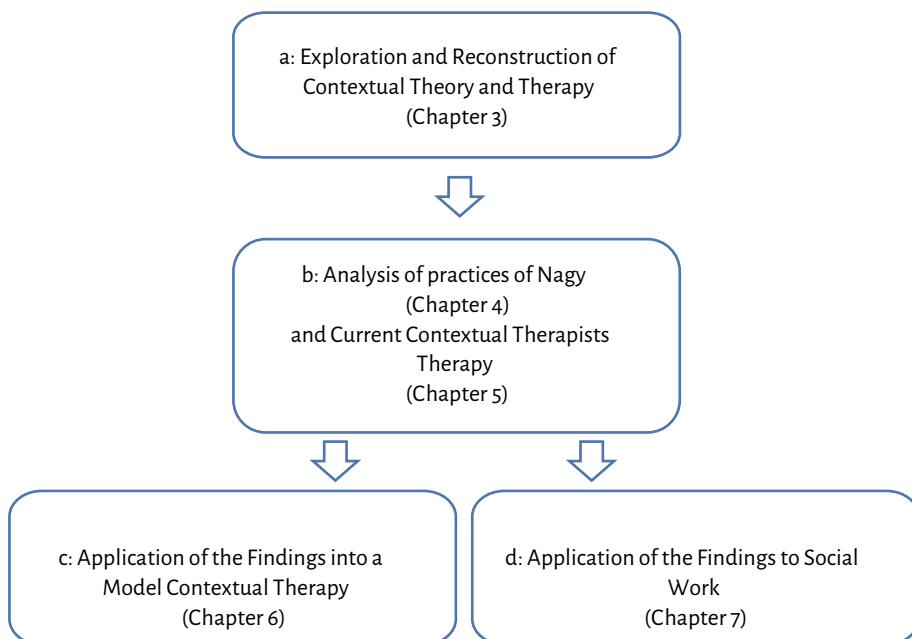 a: Exploration and Reconstruction of
Contextual Theory and Therapy
(Chapter 3)
b: Analysis of practices of Nagy
(Chapter 4)
and Current Contextual Therapists
Therapy
(Chapter 5)
c: Application of the Findings into a
Model Contextual Therapy
(Chapter 6)
d: Application of the Findings to Social
Work
(Chapter 7)